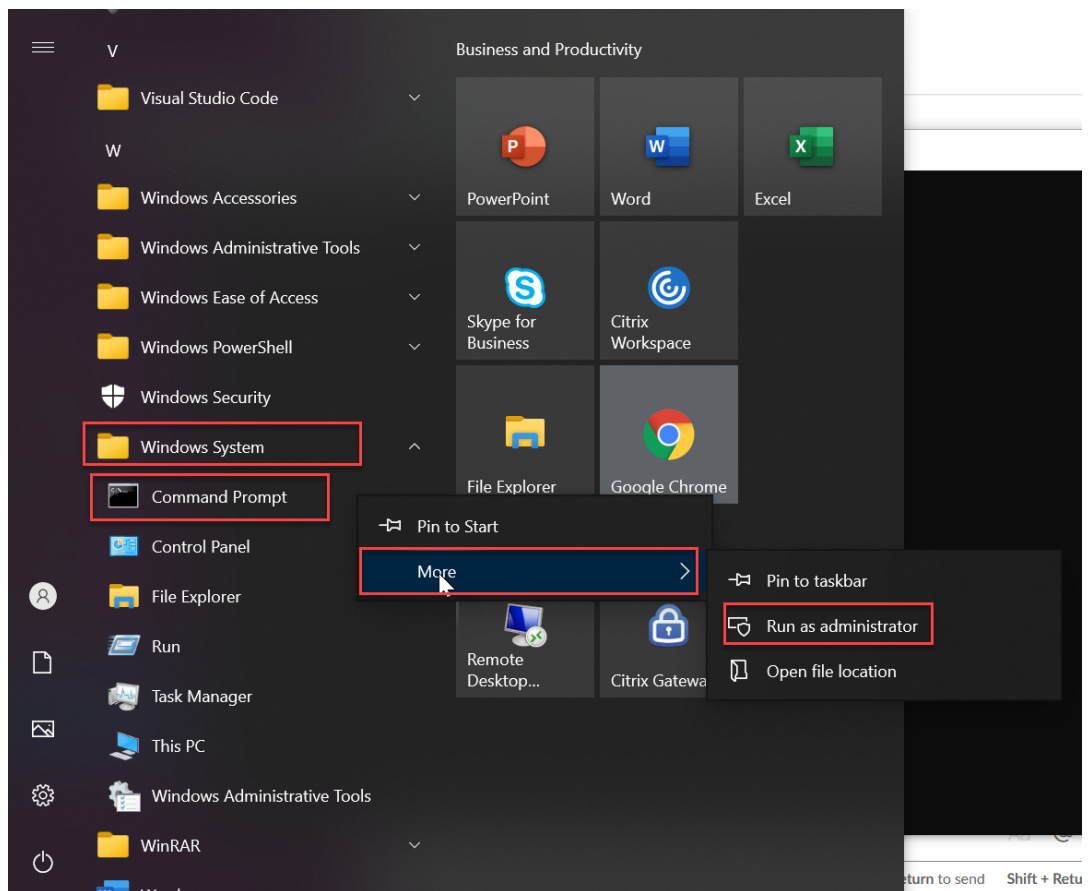 V
Visual Studio Code
W
Windows Accessories
Windows Administrative Tools
Windows Ease of Access
Windows PowerShell
Windows Security
Windows System
Command Prompt
Control Panel
File Explorer
Run
Task Manager
This PC
Windows Administrative Tools
WinRAR
Business and Productivity
PowerPoint
Word
Excel
Skype for
Business
Citrix
Workspace
File Explorer
Google Chrome
Remote
Desktop...
Citrix Gatewa
Pin to Start
More
Pin to taskbar
Run as administrator
Open file location
to send
Shift +